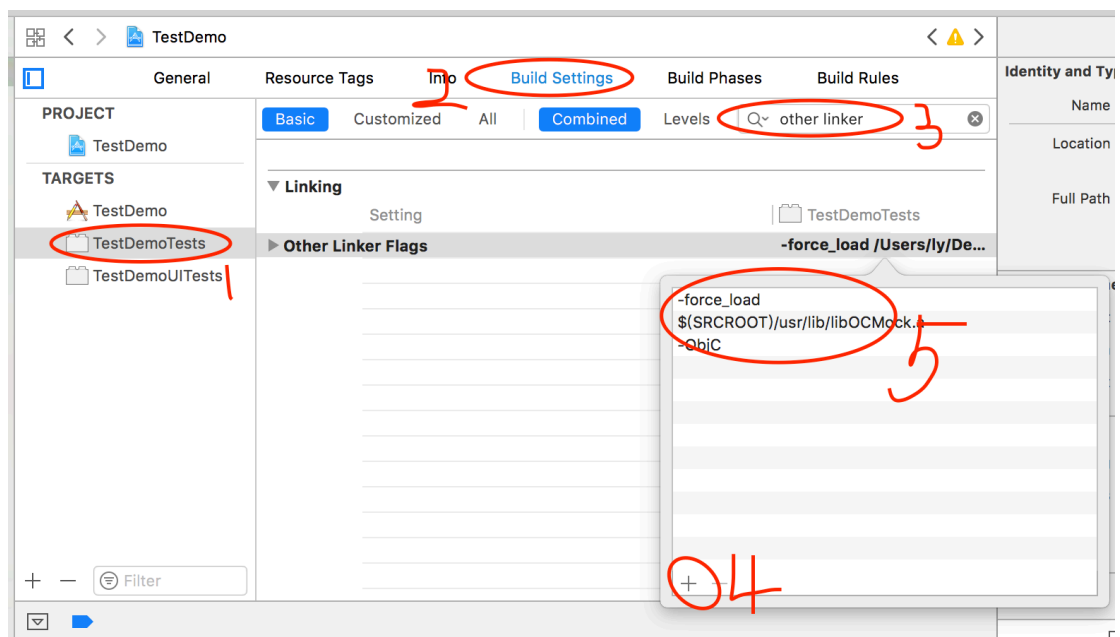 TestDemo
General Resource Tags Info Build Settings Build Phases Build Rules
Identity and Ty
2
PROJECT
Basic Customized All Combined Levels other linker 3
Name
TestDemo
Location
TARGETS
Linking
TestDemo
Setting TestDemoTests
Full Path
TestDemoTests
Other Linker Flags -force_load /Users/ly/De...
TestDemoUITests 1
-force_load
$(SRCROOT)/usr/lib/libOCMock.a
-ObjC
5
+ - Filter
+ - 4